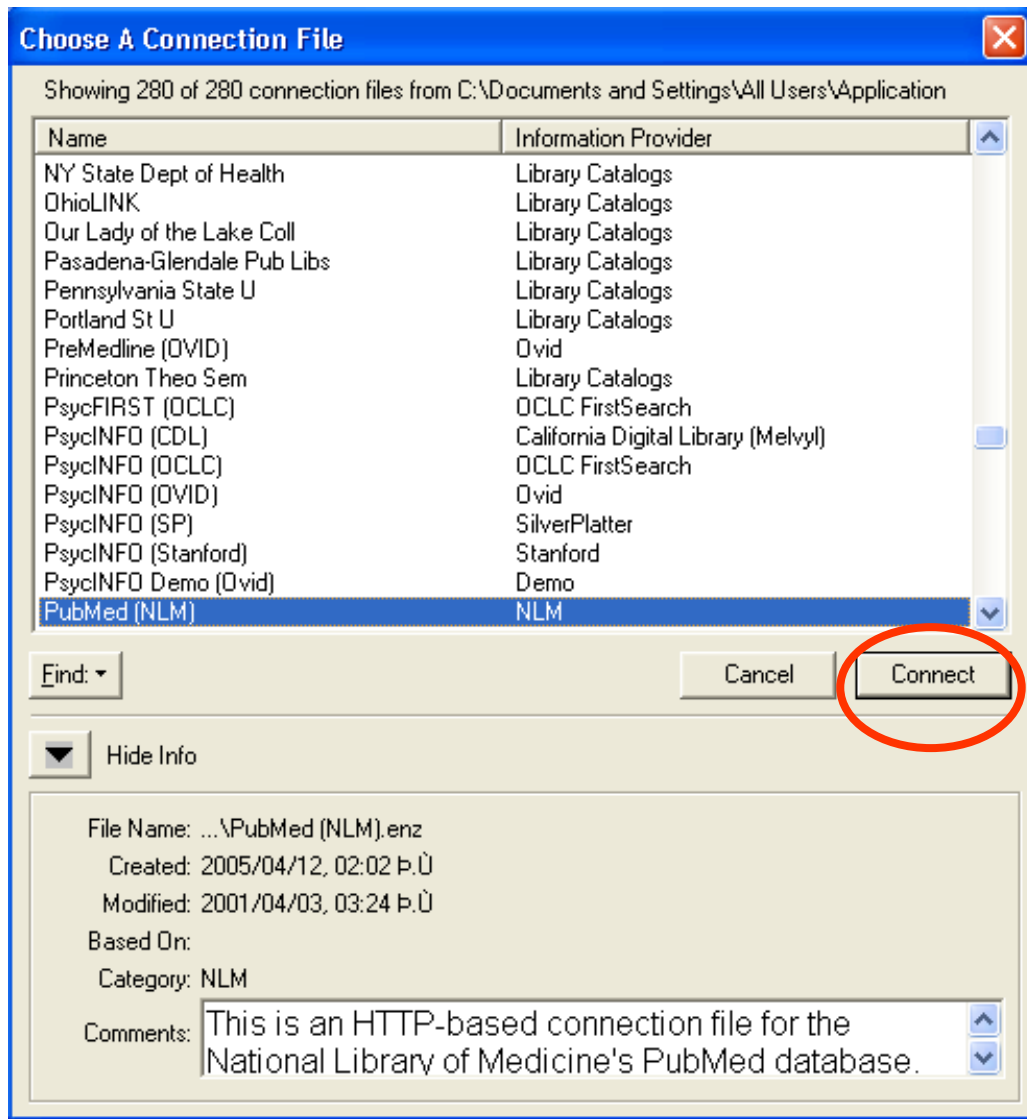 Choose A Connection File
Showing 280 of 280 connection files from C:\Documents and Settings\All Users\Application
Name Information Provider
NY State Dept of Health Library Catalogs
OhioLINK Library Catalogs
Our Lady of the Lake Coll Library Catalogs
Pasadena-Glendale Pub Libs Library Catalogs
Pennsylvania State U Library Catalogs
Portland St U Library Catalogs
PreMedline (OVID) Ovid
Princeton Theo Sem Library Catalogs
PsycFIRST (OCLC) OCLC FirstSearch
PsycINFO (CDL) California Digital Library (Melvyl)
PsycINFO (OCLC) OCLC FirstSearch
PsycINFO (OVID) Ovid
PsycINFO (SP) SilverPlatter
PsycINFO (Stanford) Stanford
PsycINFO Demo (Ovid) Demo
PubMed (NLM) NLM
Find: Cancel Connect
Hide Info
File Name: ...\PubMed (NLM).enz
Created: 2005/04/12, 02:02 Þ.Ù
Modified: 2001/04/03, 03:24 Þ.Ù
Based On:
Category: NLM
Comments: This is an HTTP-based connection file for the
National Library of Medicine's PubMed database.